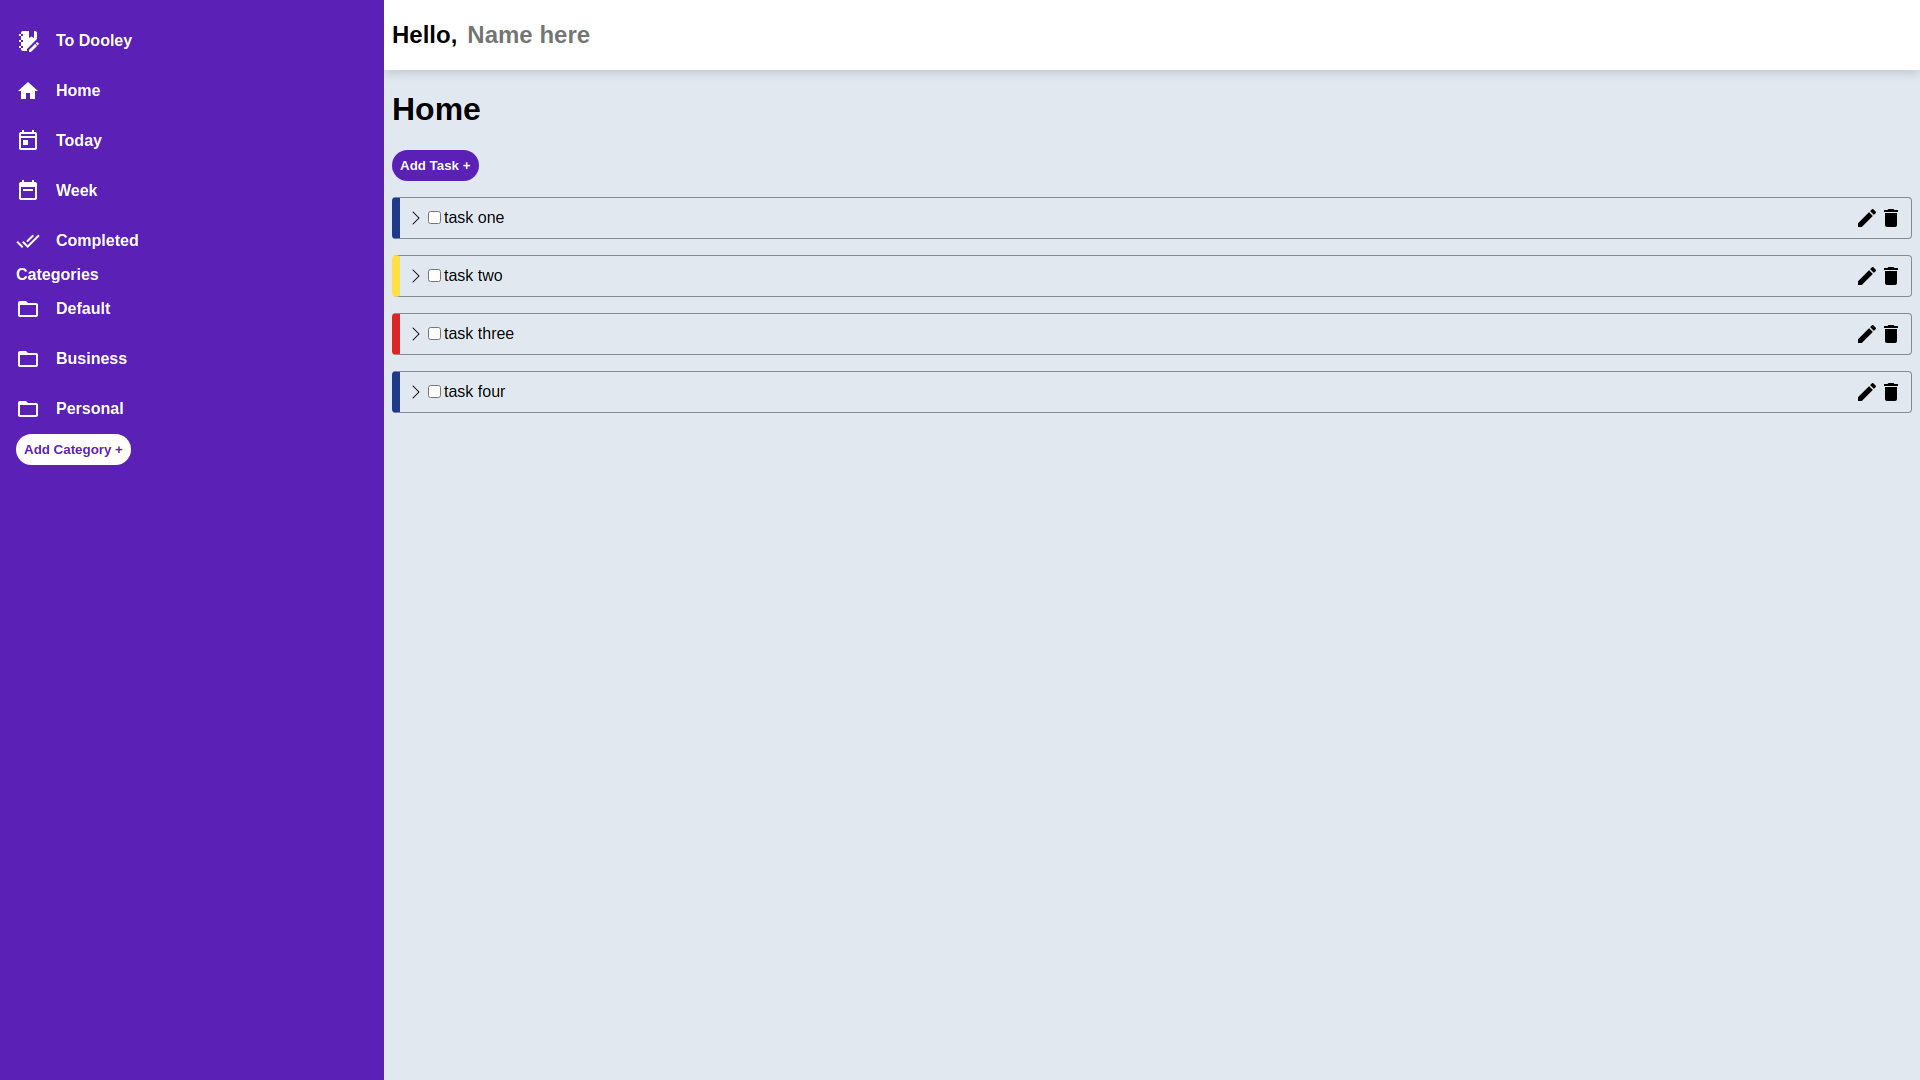 To Dooley
Home
Today
Week
Completed
Categories
Default
Business
Personal
Add Category +
Hello, Name here
Home
Add Task +
task one
task two
task three
task four